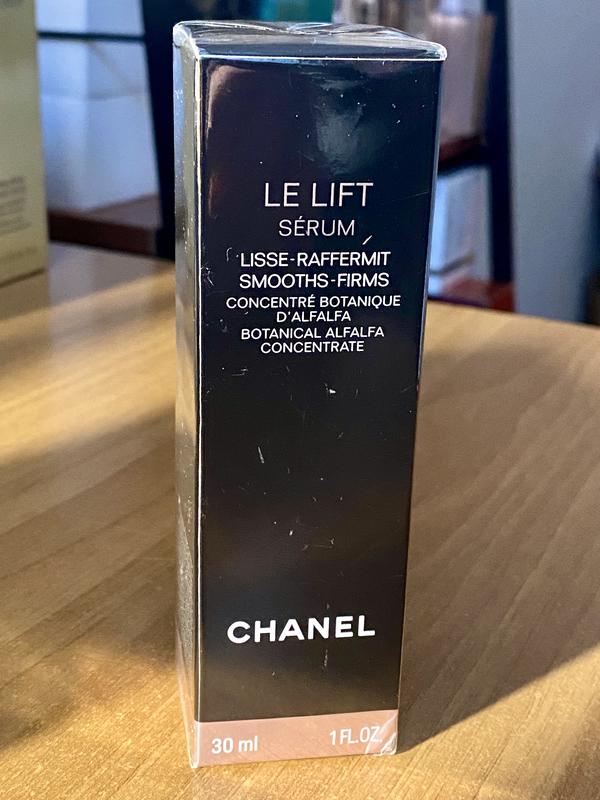 LE LIFT
SÉRUM
LISSE-RAFFERMIT
SMOOTHS-FIRMS
CONCENTRÉ BOTANIQUE
D'ALFALFA
BOTANICAL ALFALFA
CONCENTRATE
CHANEL
30 ml 1 FL.OZ.